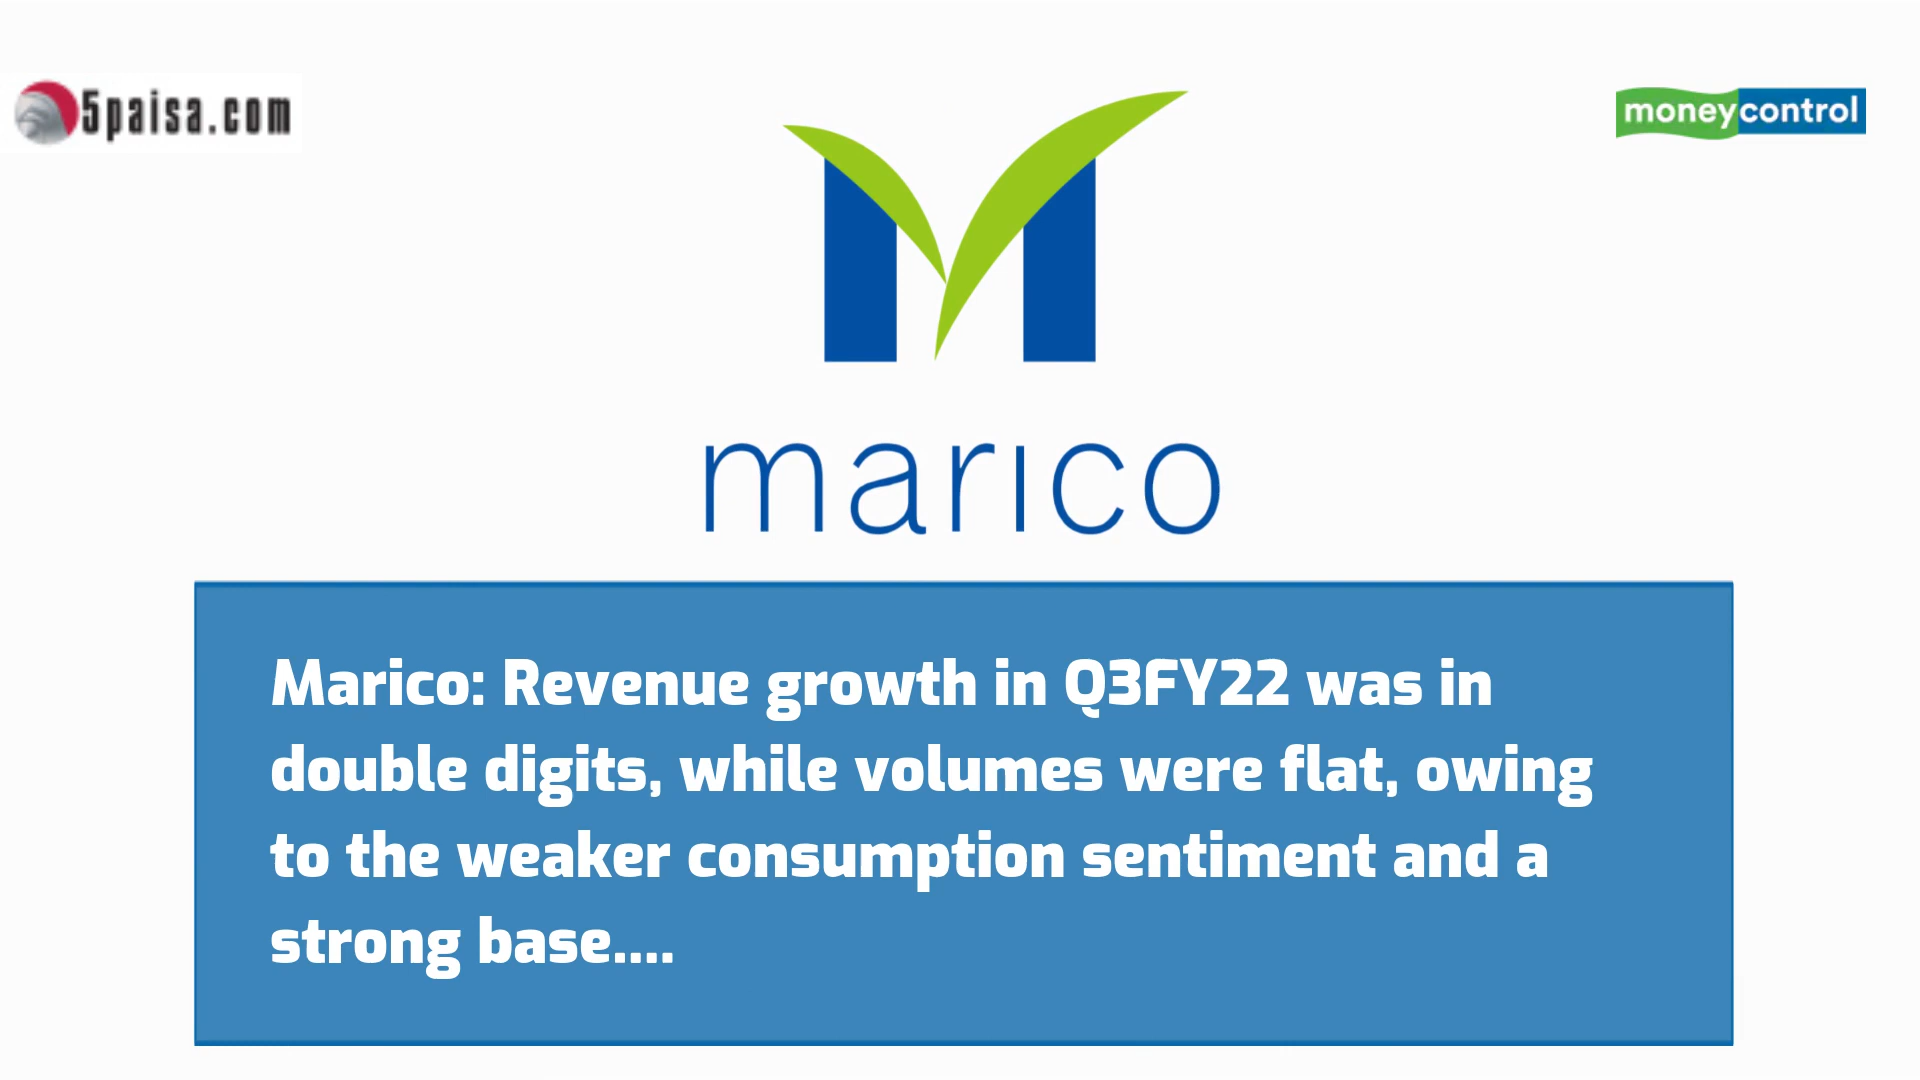 5paisa.com
moneycontrol
marico
Marico: Revenue growth in Q3FY22 was in
double digits, while volumes were flat, owing
to the weaker consumption sentiment and a
strong base....